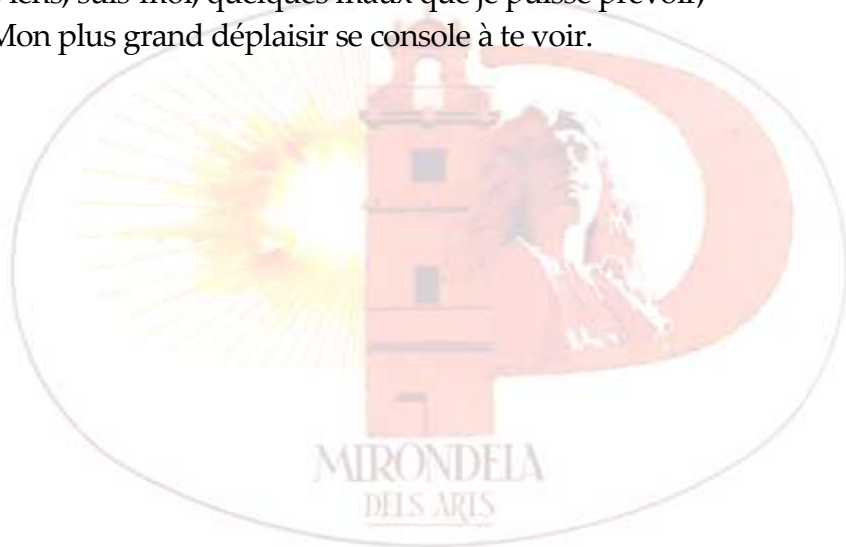 suis-moi, quelques maux que je puisse prévoir,
Mon plus grand déplaisir se console à te voir.
MIRONDELA
DELS ARTS